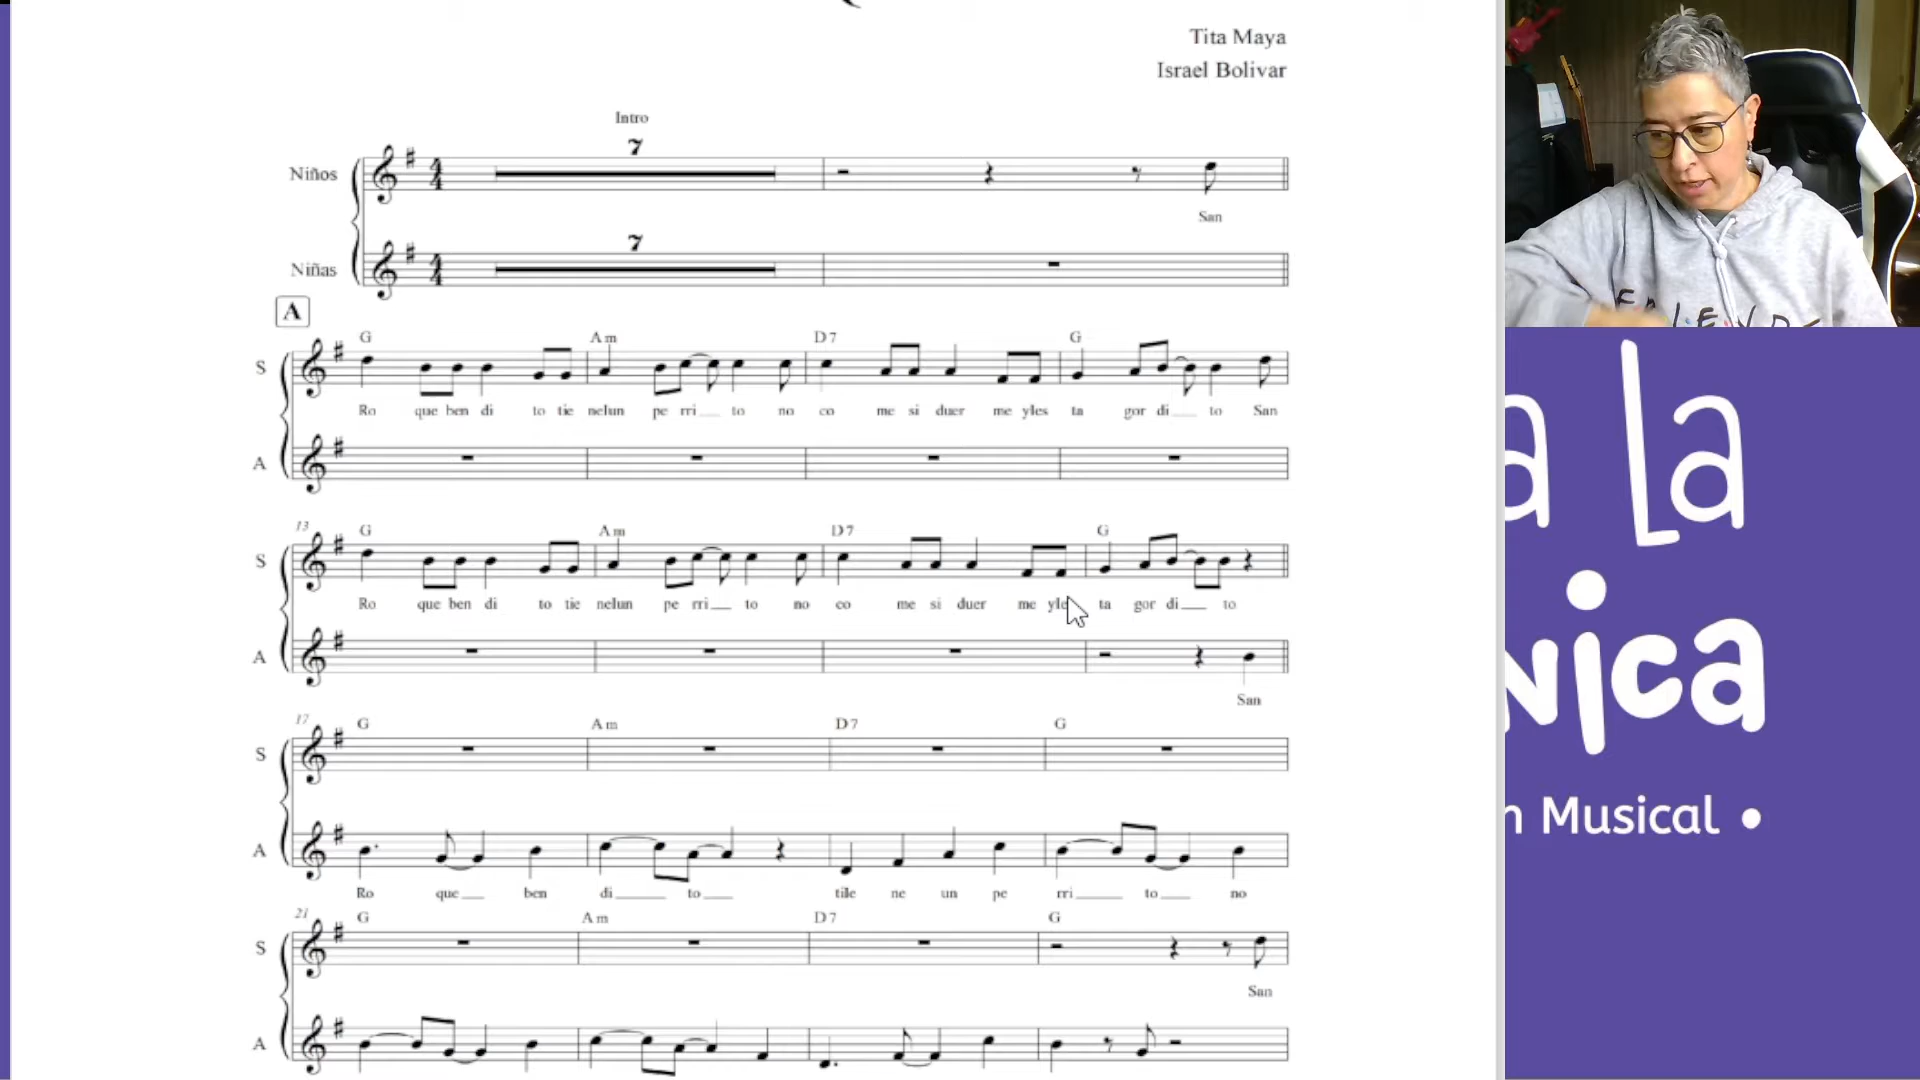 Tita Maya
Israel Bolivar
Intro
7
Niños
4 4
San
7
Niñas
4 4
A
G Am D7 G
S
Ro que ben di to tie nelun pe rri to no co me si duer me yles ta gor di to San
A
13 G Am D7 G
S
Ro que ben di to tie nelun pe rri to no co me si duer me yle ta gor di to
A
San
17 G Am D7 G
S
A
Ro que ben di to tile ne un pe rri to no
21 G Am D7 G
S
San
A
a La
nica
n Musical •